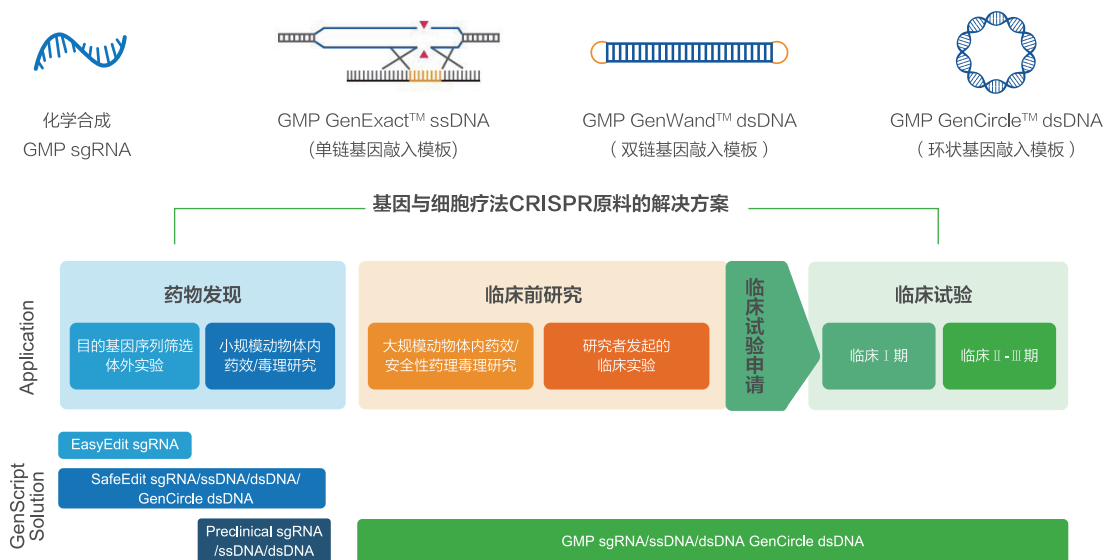 化学合成
GMP sgRNA
GMP GenExact™ ssDNA
(单链基因敲入模板)
GMP GenWand™ dsDNA
（双链基因敲入模板）
GMP GenCircle™ dsDNA
（环状基因敲入模板）
基因与细胞疗法CRISPR原料的解决方案
Application
药物发现
目的基因序列筛选
体外实验
小规模动物体内
药效/毒理研究
临床前研究
大规模动物体内药效/
安全性药理毒理研究
研究者发起的
临床实验
临床试验申请
临床试验
临床Ⅰ期
临床Ⅱ-Ⅲ期
GenScript
Solution
EasyEdit sgRNA
SafeEdit sgRNA/ssDNA/dsDNA/
GenCircle dsDNA
Preclinical sgRNA
/ssDNA/dsDNA
GMP sgRNA/ssDNA/dsDNA GenCircle dsDNA